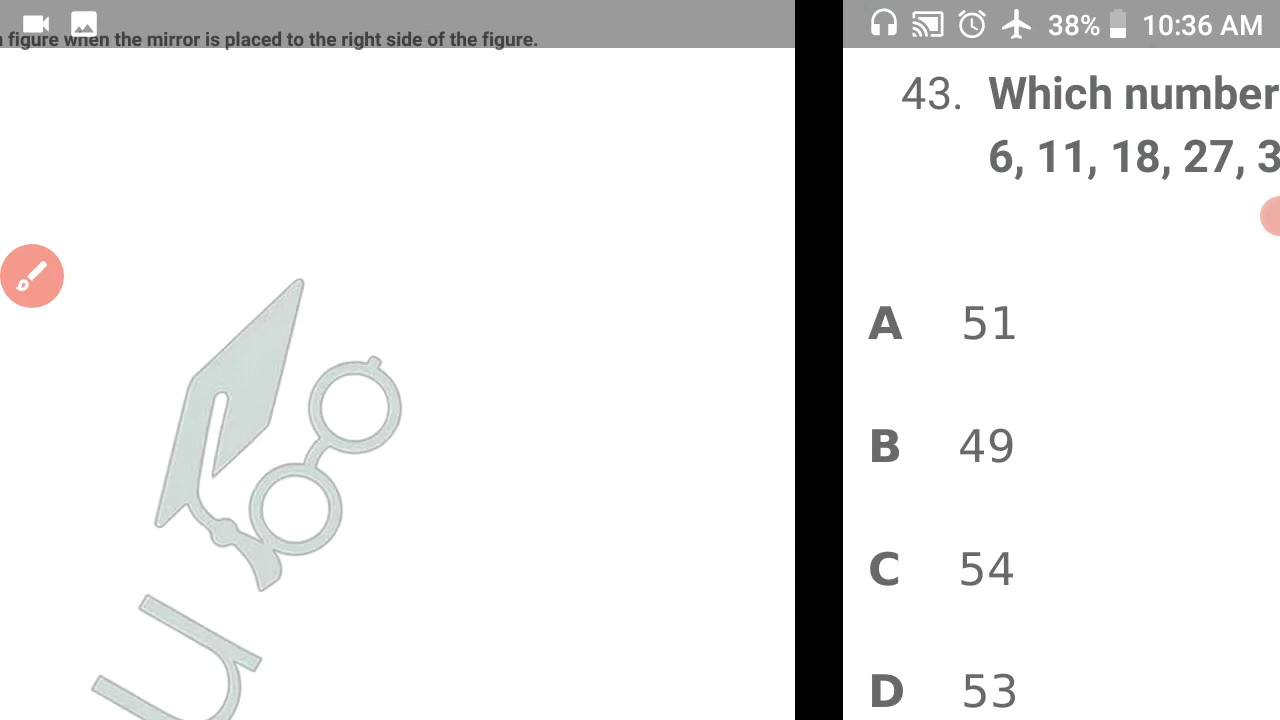 figure when the mirror is placed to the right side of the figure.
38% 10:36 AM
43. Which number
6, 11, 18, 27, 3
A 51
B 49
C 54
D 53
u